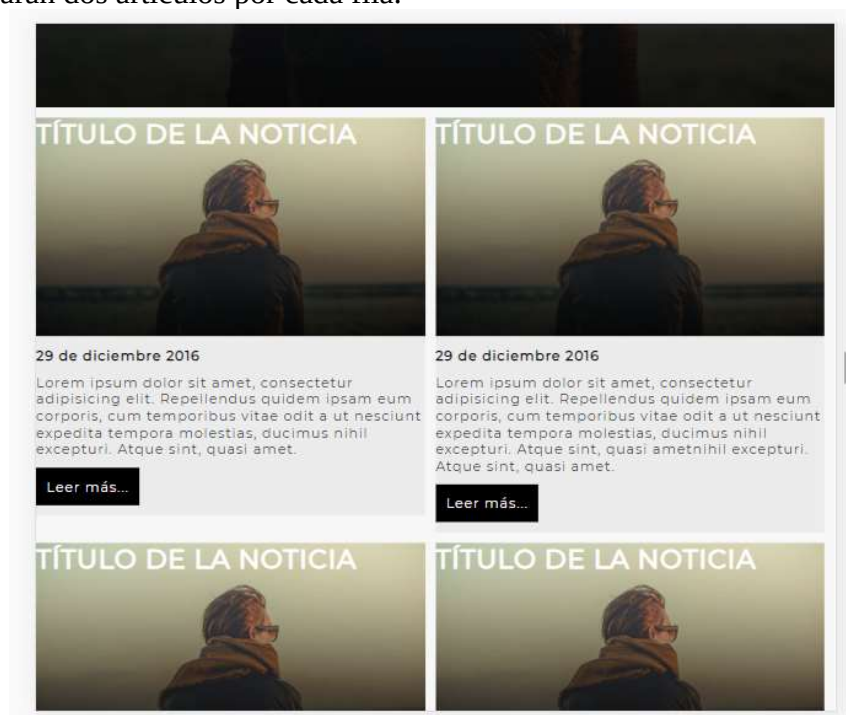 arán dos artículos por cada fila.
TÍTULO DE LA NOTICIA
29 de diciembre 2016
Lorem ipsum dolor sit amet, consectetur
adipisicing elit. Repellendus quidem ipsam eum
corporis, cum temporibus vitae odit a ut nesciunt
expedita tempora molestias, ducimus nihil
excepturi. Atque sint, quasi amet.
Leer más...
TÍTULO DE LA NOTICIA
29 de diciembre 2016
Lorem ipsum dolor sit amet, consectetur
adipisicing elit. Repellendus quidem ipsam eum
corporis, cum temporibus vitae odit a ut nesciunt
expedita tempora molestias, ducimus nihil
excepturi. Atque sint, quasi ametnihil excepturi.
Atque sint, quasi amet.
Leer más...
TÍTULO DE LA NOTICIA
TÍTULO DE LA NOTICIA